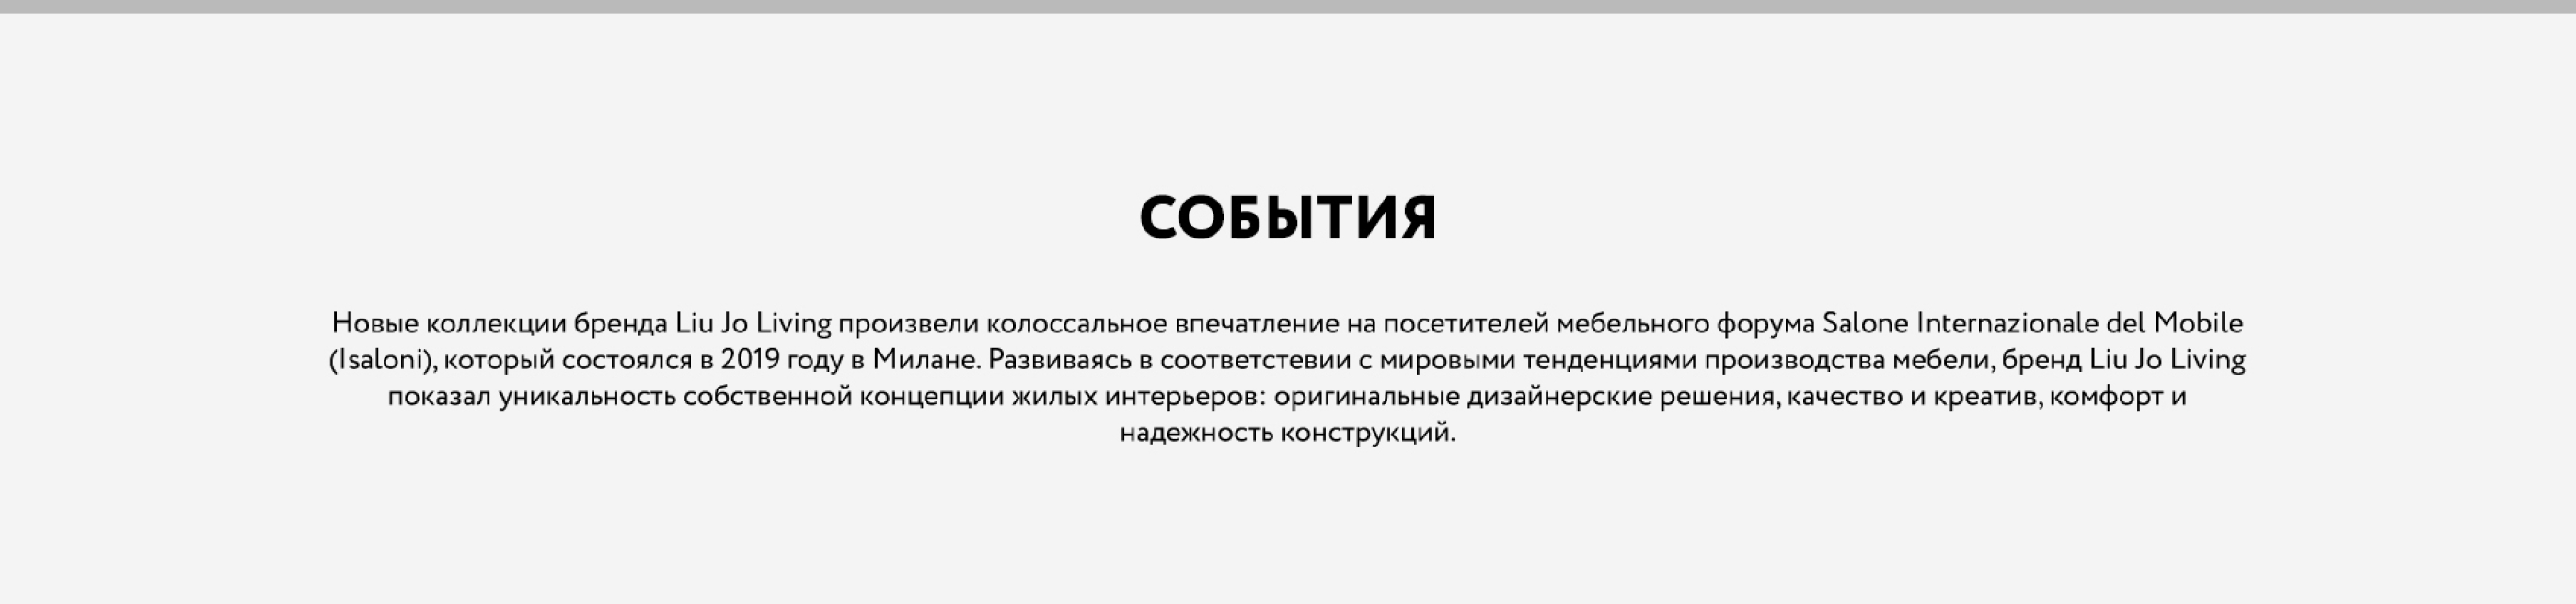 СОБЫТИЯ
Новые коллекции бренда Liu Jo Living произвели колоссальное впечатление на посетителей мебельного форума Salone Internazionale del Mobile
(Isaloni), который состоялся в 2019 году в Милане. Развиваясь в соответстевии с мировыми тенденциями производства мебели, бренд Liu Jo Living
показал уникальность собственной концепции жилых интерьеров: оригинальные дизайнерские решения, качество и креатив, комфорт и
надежность конструкций.